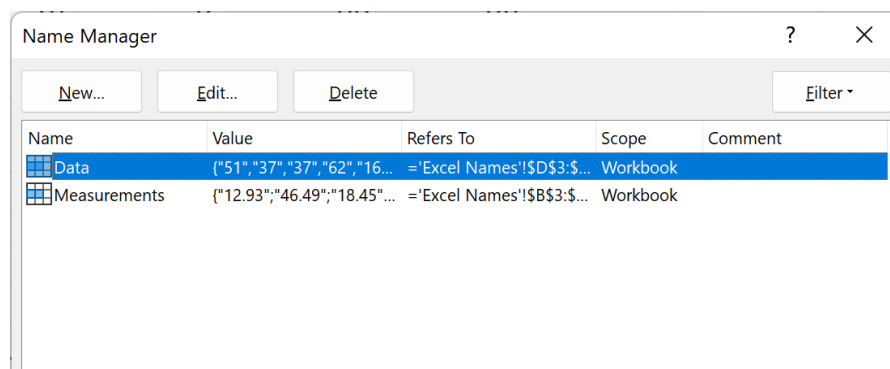 Name Manager ?
New... Edit... Delete Filter
Name Value Refers To Scope Comment
Data {"51","37","37","62","16... ='Excel Names'!$D$3:$... Workbook
Measurements {"12.93";"46.49";"18.45"... ='Excel Names'!$B$3:$... Workbook